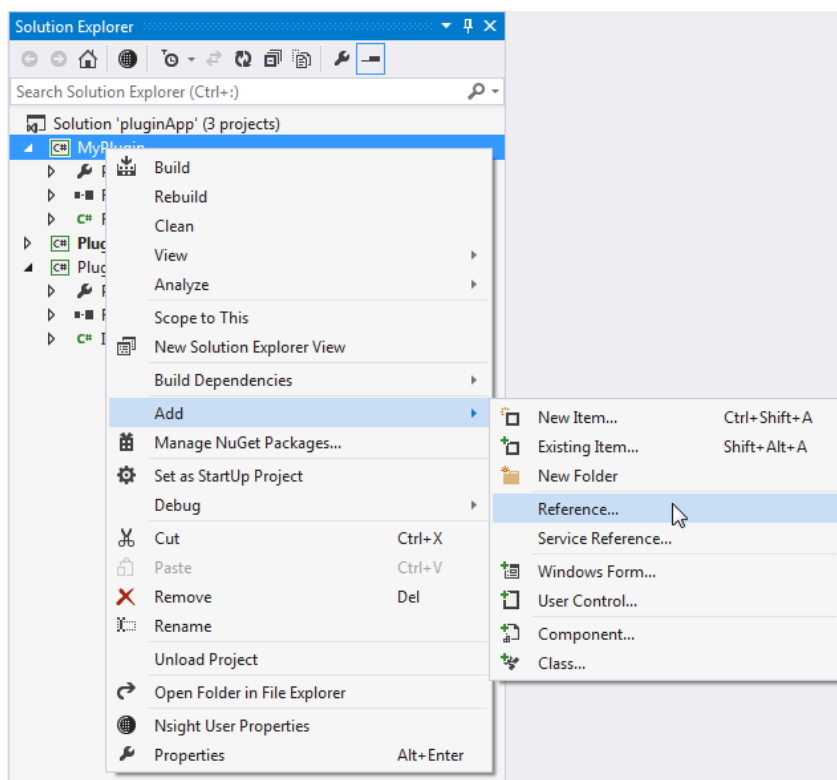 Solution Explorer
Search Solution Explorer (Ctrl+:)
Solution 'pluginApp' (3 projects)
C# MyPlugin
Build
Rebuild
C# Clean
C# Plug View
C# Plug Analyze
Scope to This
C# I
New Solution Explorer View
Build Dependencies
Add
New Item... Ctrl+Shift+A
Manage NuGet Packages...
Existing Item... Shift+Alt+A
Set as StartUp Project
New Folder
Debug
Reference...
Cut Ctrl+X
Service Reference...
Paste Ctrl+V
Windows Form...
Remove Del
User Control...
Rename
Component...
Unload Project
Class...
Open Folder in File Explorer
Nsight User Properties
Properties Alt+Enter